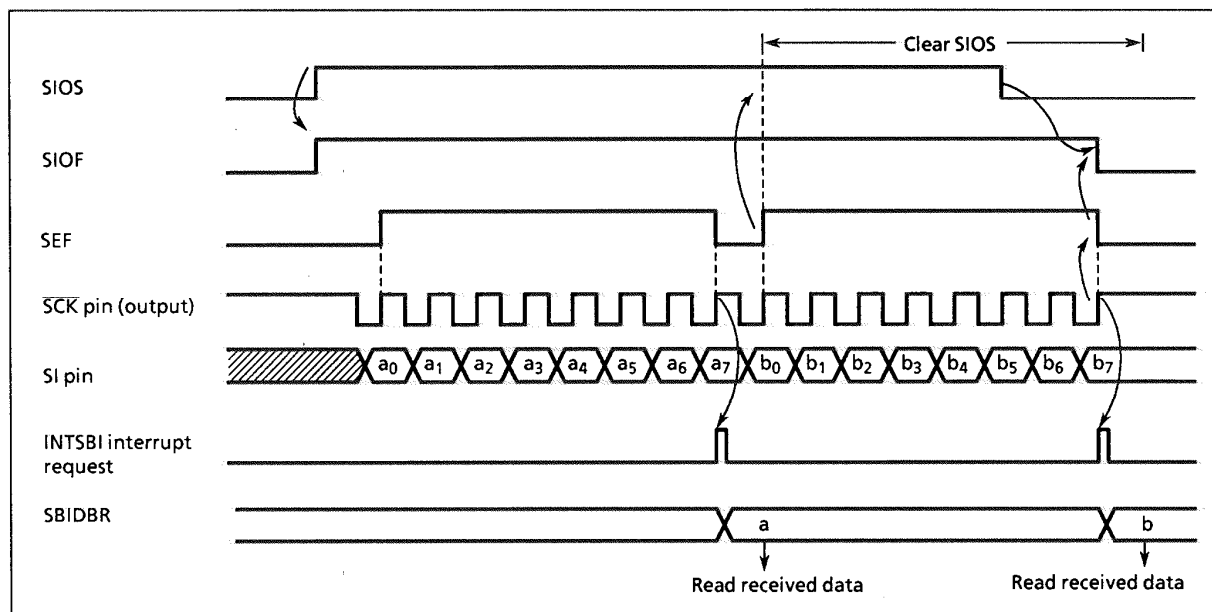 Clear SIOS
SIOS
SIOF
SEF
SCK pin (output)
SI pin
a0 a1 a2 a3 a4 a5 a6 a7 b0 b1 b2 b3 b4 b5 b6 b7
INTSBI interrupt
request
SBIDBR
a b
Read received data Read received data